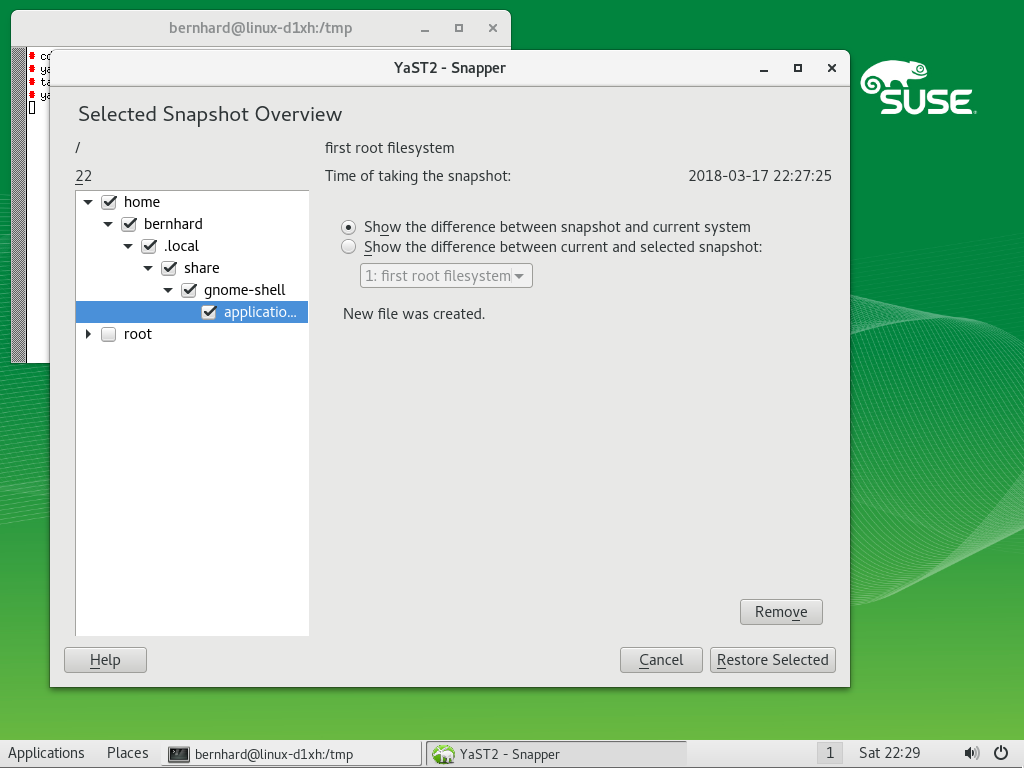 bernhard@linux-d1xh:/tmp
YaST2 - Snapper
Selected Snapshot Overview
/
first root filesystem
22
Time of taking the snapshot:
2018-03-17 22:27:25
home
bernhard
.local
share
gnome-shell
applicatio...
root
Show the difference between snapshot and current system
Show the difference between current and selected snapshot:
1: first root filesystem
New file was created.
Remove
Help
Cancel
Restore Selected
SUSE
Applications
Places
bernhard@linux-d1xh:/tmp
YaST2 - Snapper
1
Sat 22:29